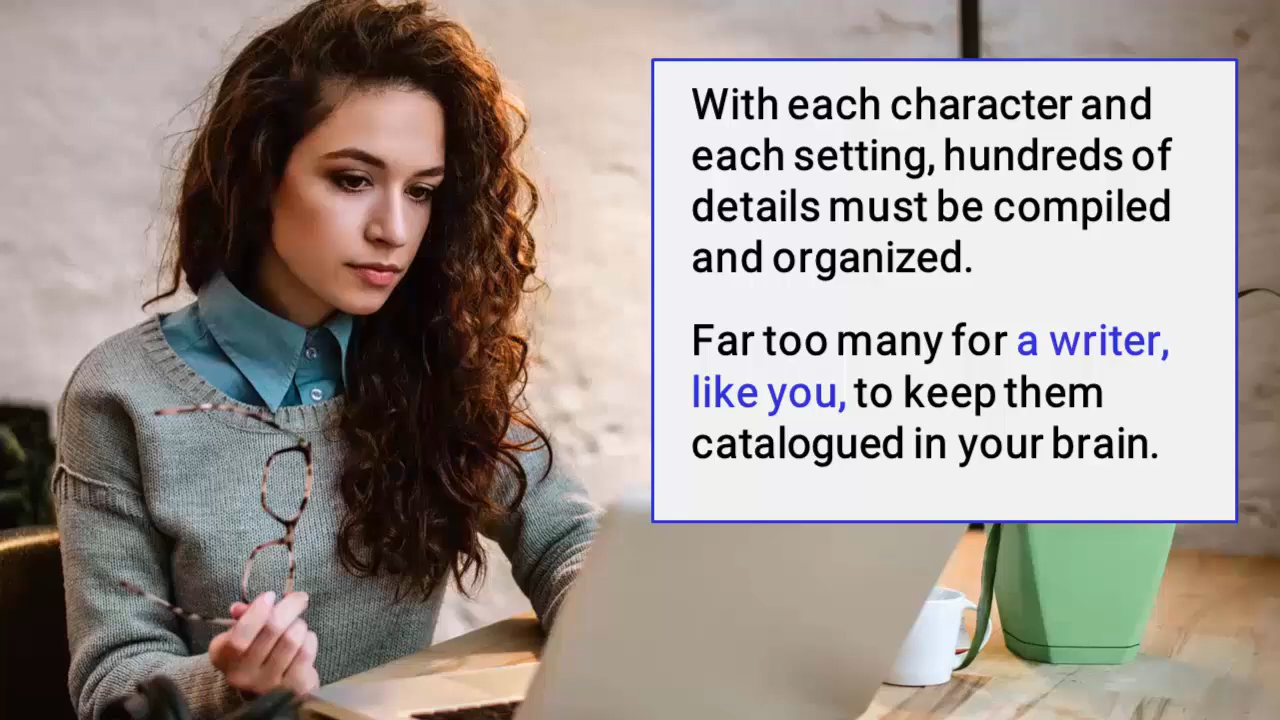 With each character and
each setting, hundreds of
details must be compiled
and organized.
Far too many for a writer,
like you, to keep them
catalogued in your brain.